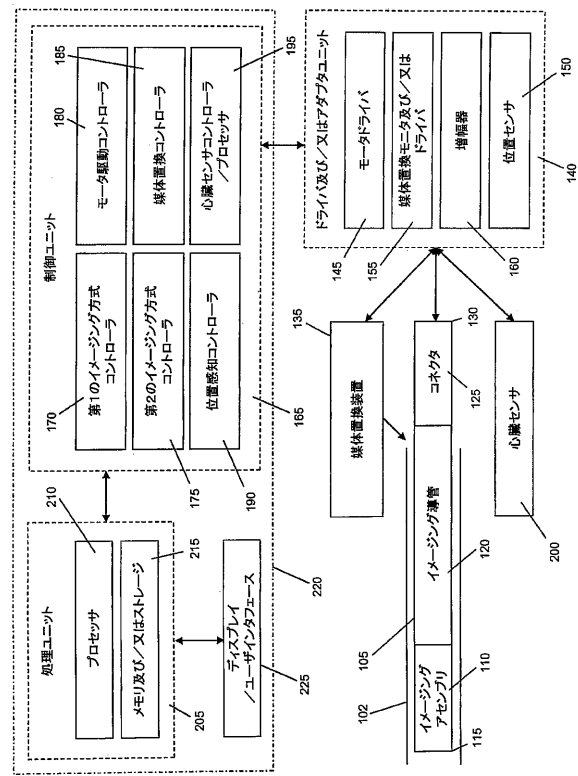 処理ユニット
210
プロセッサ
215
メモリ及び/又はストレージ
205
ディスプレイ
/ユーザインタフェース
225
220
制御ユニット
170
第1のイメージング方式
コントローラ
第2のイメージング方式
コントローラ
175
位置感知コントローラ
190
165
180
モータ駆動コントローラ
185
媒体置換コントローラ
心臓センサコントローラ
/プロセッサ
195
102
105
イメージング
アセンブリ
110
115
イメージング導管
120
コネクタ
125
130
媒体置換装置
135
心臓センサ
200
ドライバ及び/又はアダプタユニット
モータドライバ
145
媒体置換モニタ及び/又は
ドライバ
155
増幅器
160
位置センサ
150
140